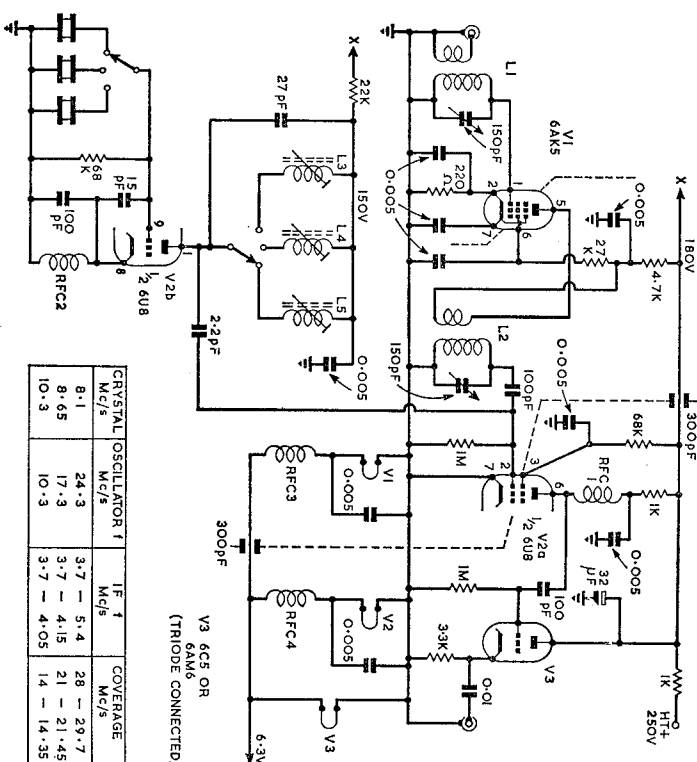 X
180V
300pF
4.7K
27
K
0.005
68K
1K
1K
HT+
250V
32
µF
RFC
1
0.005
0.005
V1
6AK5
5
6
1
2
7
L1
150pF
220
Ω
0.005
L2
150pF
100pF
1M
3
2
7
6
V2a
½ 6U8
100
pF
1M
V3
3.3K
0.01
X
22K
27pF
150V
L3
L4
L5
0.005
2.2pF
RFC3
0.005
V1
300pF
RFC4
0.005
V2
V3
6.3V
68
K
15
pF
100
pF
9
1
8
V2b
½ 6U8
RFC2
V3 6C5 OR
6AM6
(TRIODE CONNECTED)
CRYSTAL
Mc/s
OSCILLATOR f
Mc/s
IF f
Mc/s
COVERAGE
Mc/s
8.1 24.3 3.7 — 5.4 28 — 29.7
8.65 17.3 3.7 — 4.15 21 — 21.45
10.3 10.3 3.7 — 4.05 14 — 14.35